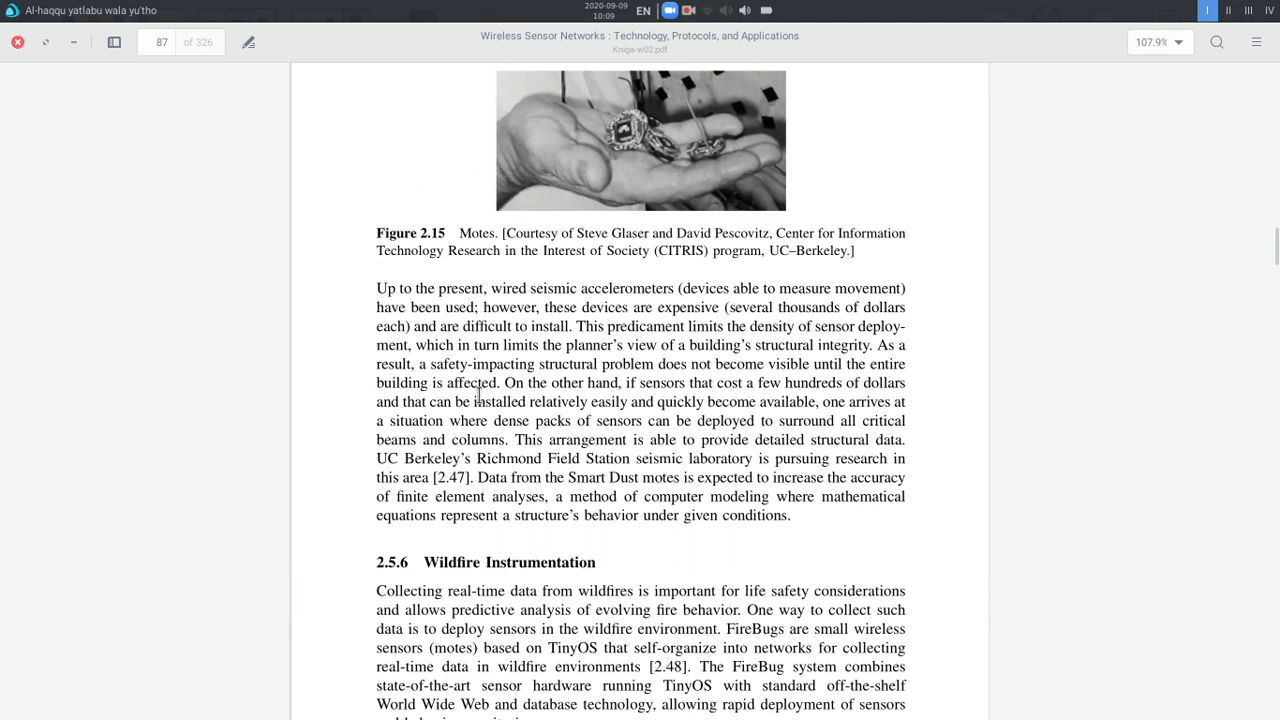 Al-haqqu yatlabu wala yu'tho
2020-09-09
10:09
EN
I II III IV
87 of 326
Wireless Sensor Networks : Technology, Protocols, and Applications
Kniga-w02.pdf
107.9%
Figure 2.15 Motes. [Courtesy of Steve Glaser and David Pescovitz, Center for Information
Technology Research in the Interest of Society (CITRIS) program, UC–Berkeley.]
Up to the present, wired seismic accelerometers (devices able to measure movement)
have been used; however, these devices are expensive (several thousands of dollars
each) and are difficult to install. This predicament limits the density of sensor deploy-
ment, which in turn limits the planner's view of a building's structural integrity. As a
result, a safety-impacting structural problem does not become visible until the entire
building is affected. On the other hand, if sensors that cost a few hundreds of dollars
and that can be installed relatively easily and quickly become available, one arrives at
a situation where dense packs of sensors can be deployed to surround all critical
beams and columns. This arrangement is able to provide detailed structural data.
UC Berkeley's Richmond Field Station seismic laboratory is pursuing research in
this area [2.47]. Data from the Smart Dust motes is expected to increase the accuracy
of finite element analyses, a method of computer modeling where mathematical
equations represent a structure's behavior under given conditions.
2.5.6 Wildfire Instrumentation
Collecting real-time data from wildfires is important for life safety considerations
and allows predictive analysis of evolving fire behavior. One way to collect such
data is to deploy sensors in the wildfire environment. FireBugs are small wireless
sensors (motes) based on TinyOS that self-organize into networks for collecting
real-time data in wildfire environments [2.48]. The FireBug system combines
state-of-the-art sensor hardware running TinyOS with standard off-the-shelf
World Wide Web and database technology, allowing rapid deployment of sensors